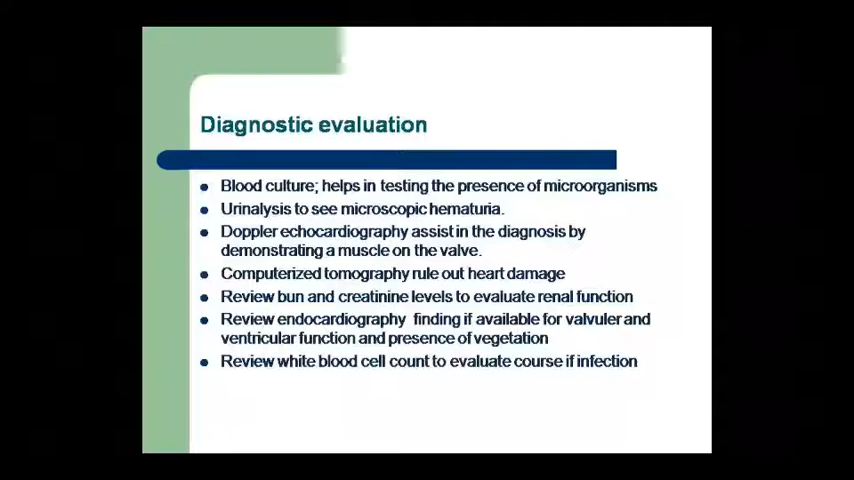 Diagnostic evaluation
Blood culture; helps in testing the presence of microorganisms
Urinalysis to see microscopic hematuria.
Doppler echocardiography assist in the diagnosis by
demonstrating a muscle on the valve.
Computerized tomography rule out heart damage
Review bun and creatinine levels to evaluate renal function
Review endocardiography finding if available for valvuler and
ventricular function and presence of vegetation
Review white blood cell count to evaluate course if infection